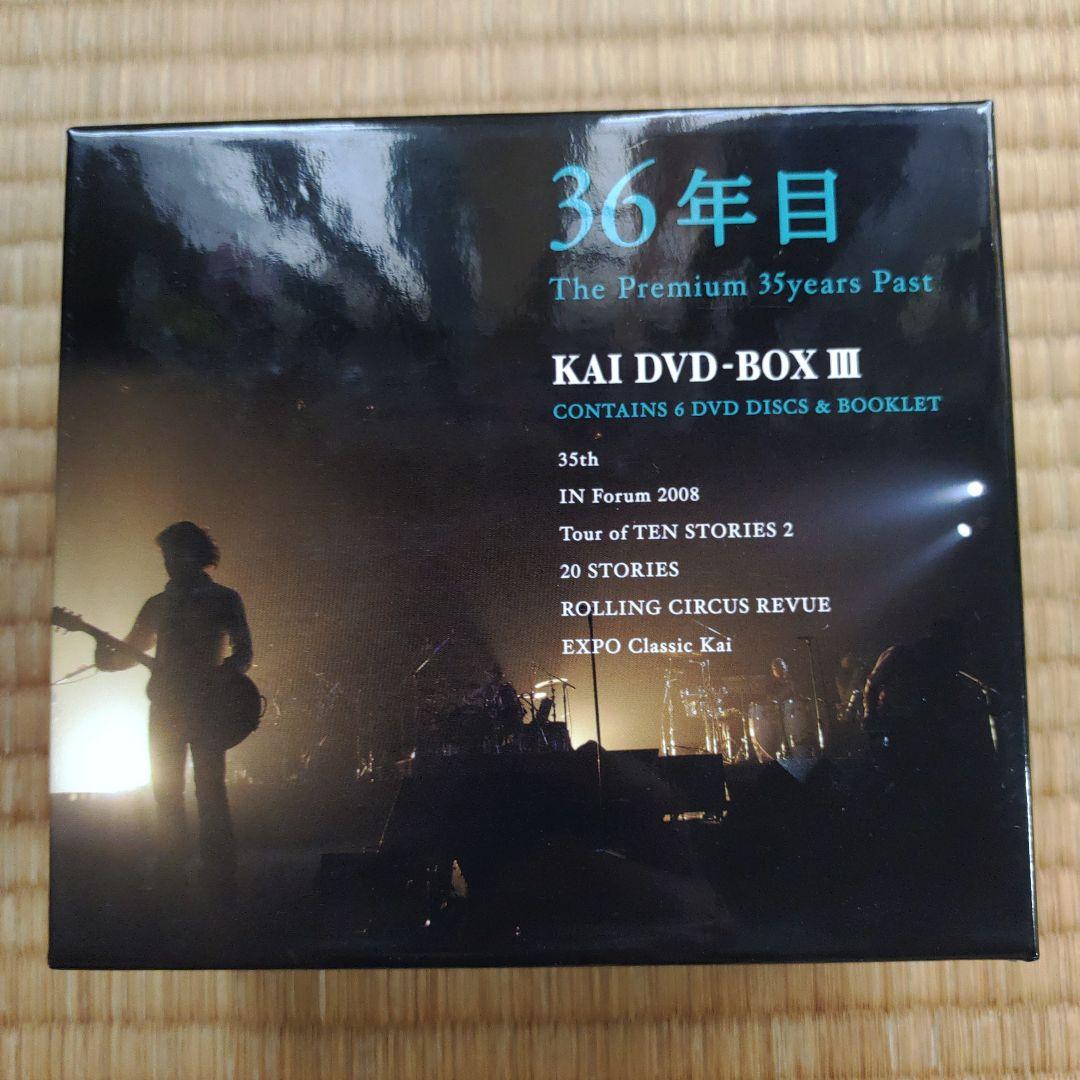 36年目
The Premium 35years Past
KAI DVD-BOX III
CONTAINS 6 DVD DISCS & BOOKLET
35th
IN Forum 2008
Tour of TEN STORIES 2
20 STORIES
ROLLING CIRCUS REVUE
EXPO Classic Kai